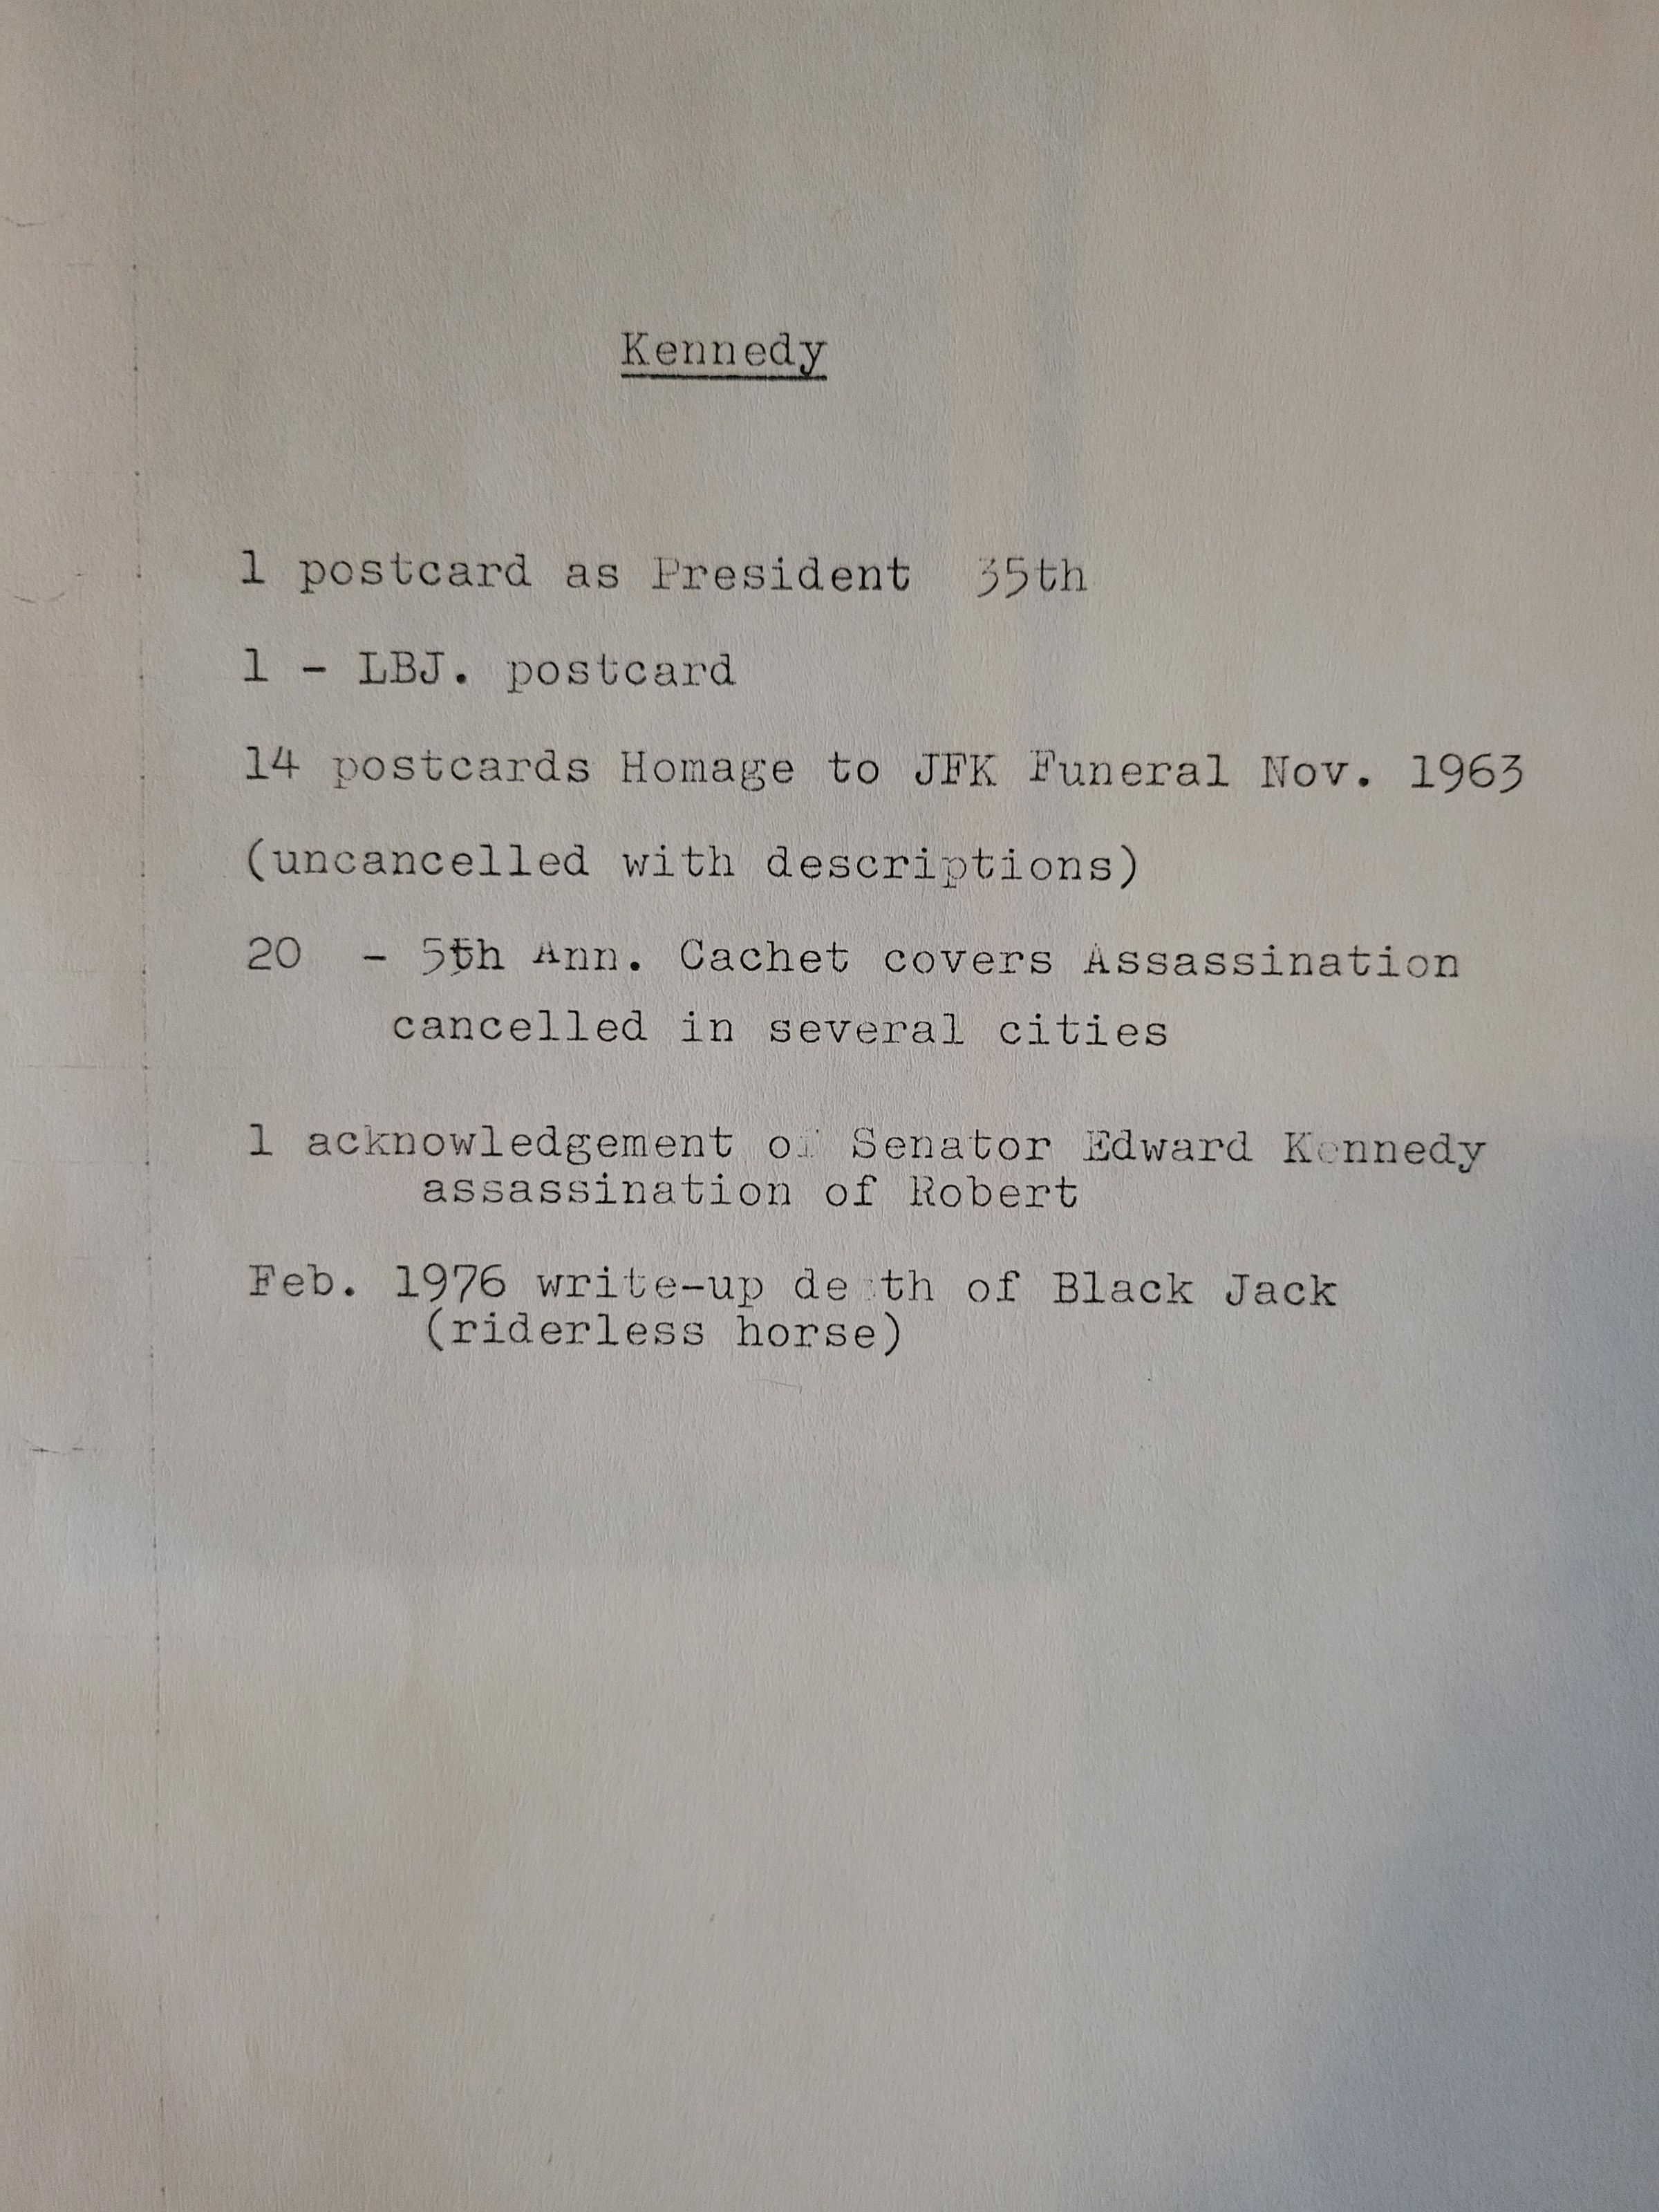 Kennedy
1 postcard as President 35th
1 - LBJ. postcard
14 postcards Homage to JFK Funeral Nov. 1963
(uncancelled with descriptions)
20 - 5th Ann. Cachet covers Assassination
cancelled in several cities
1 acknowledgement of Senator Edward Kennedy
assassination of Robert
Feb. 1976 write-up death of Black Jack
(riderless horse)